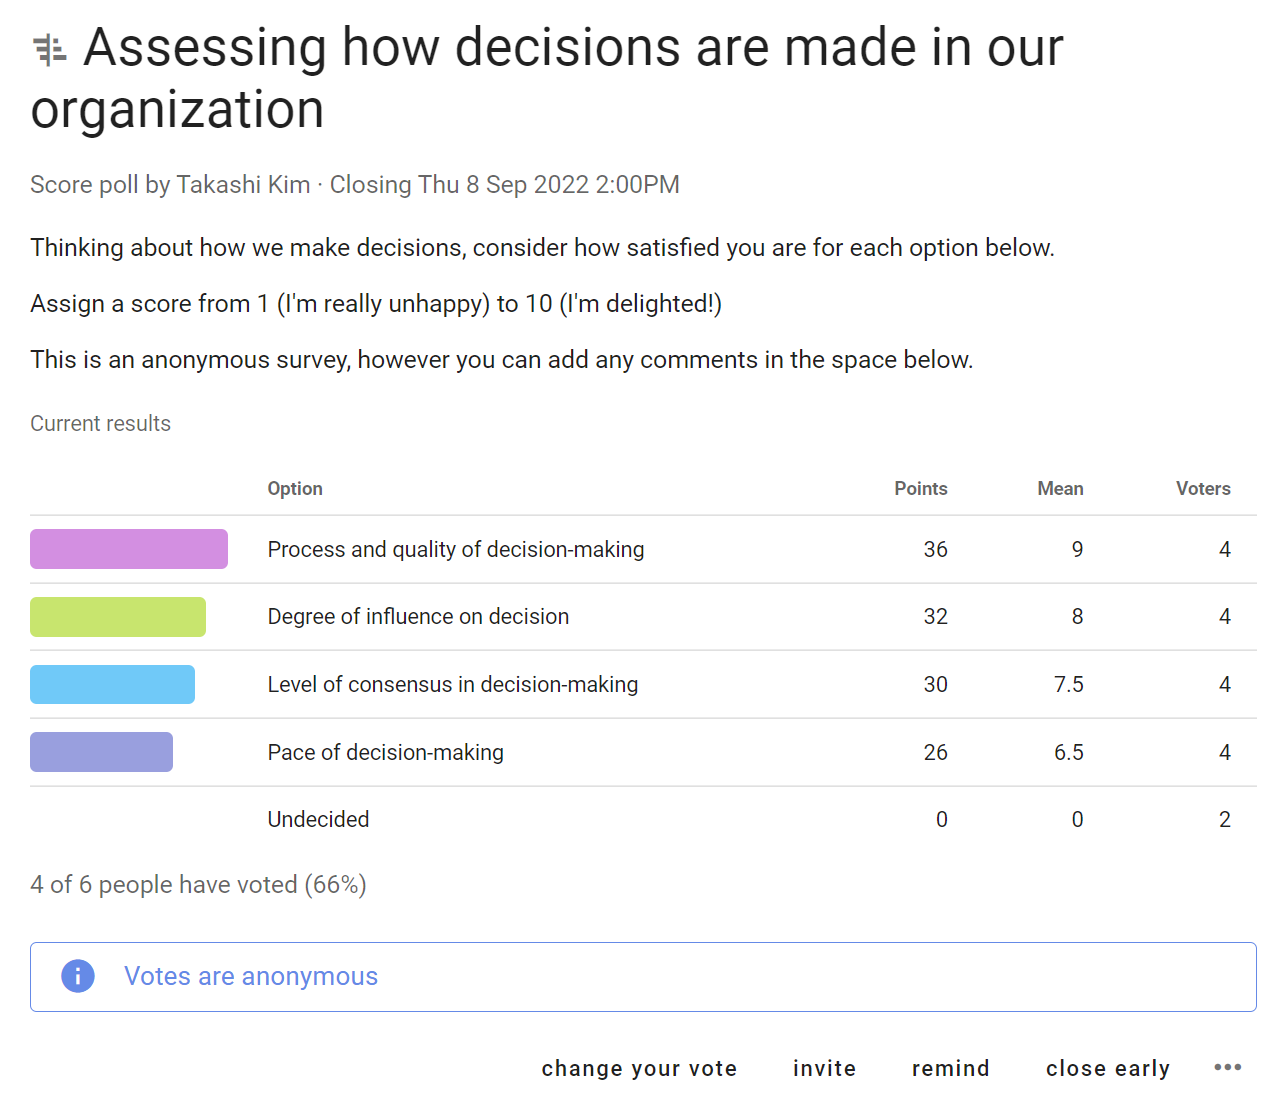 Assessing how decisions are made in our
organization
Score poll by Takashi Kim · Closing Thu 8 Sep 2022 2:00PM
Thinking about how we make decisions, consider how satisfied you are for each option below.
Assign a score from 1 (I'm really unhappy) to 10 (I'm delighted!)
This is an anonymous survey, however you can add any comments in the space below.
Current results
Option Points Mean Voters
Process and quality of decision-making 36 9 4
Degree of influence on decision 32 8 4
Level of consensus in decision-making 30 7.5 4
Pace of decision-making 26 6.5 4
Undecided 0 0 2
4 of 6 people have voted (66%)
Votes are anonymous
change your vote invite remind close early